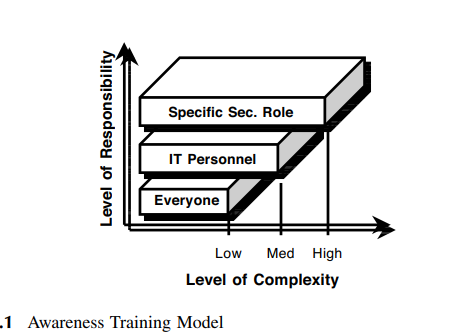 Level of Responsibility
Specific Sec. Role
IT Personnel
Everyone
Low Med High
Level of Complexity
.1 Awareness Training Model